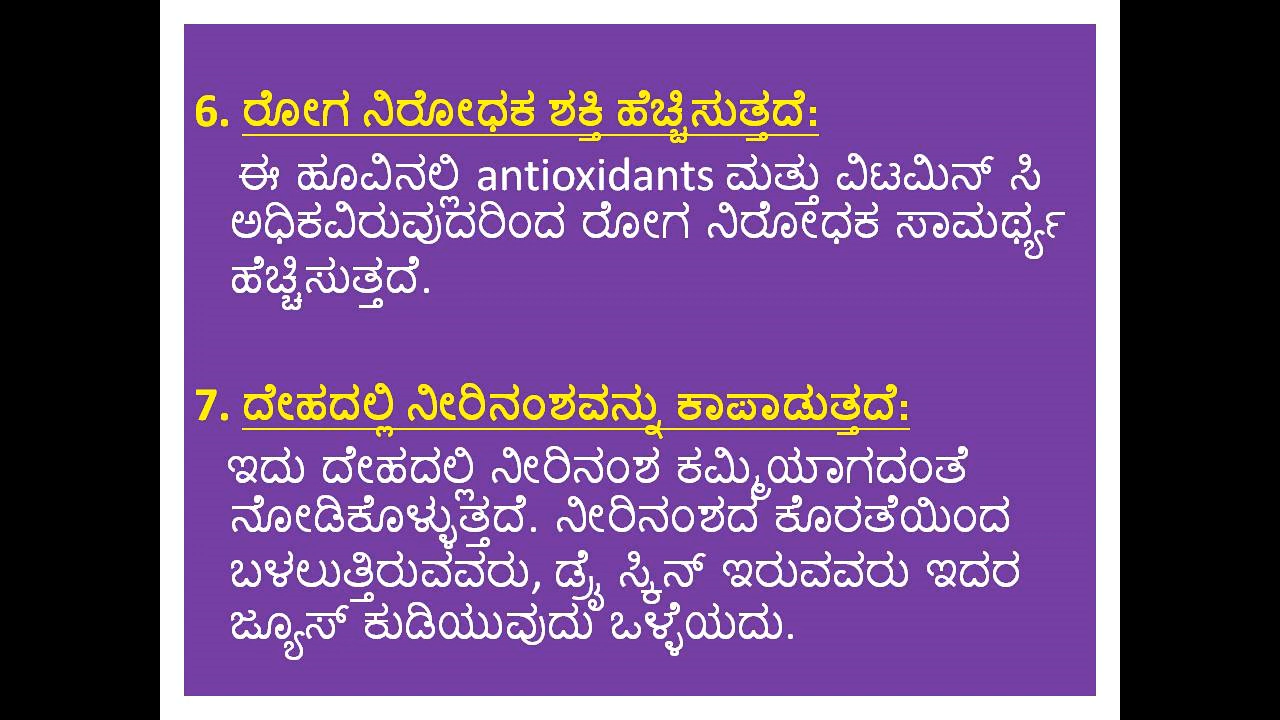 6. ರೋಗ ನಿರೋಧಕ ಶಕ್ತಿ ಹೆಚ್ಚಿಸುತ್ತದೆ:
ಈ ಹೂವಿನಲ್ಲಿ antioxidants ಮತ್ತು ವಿಟಮಿನ್ ಸಿ
ಅಧಿಕವಿರುವುದರಿಂದ ರೋಗ ನಿರೋಧಕ ಸಾಮರ್ಥ್ಯ
ಹೆಚ್ಚಿಸುತ್ತದೆ.
7. ದೇಹದಲ್ಲಿ ನೀರಿನಂಶವನ್ನು ಕಾಪಾಡುತ್ತದೆ:
ಇದು ದೇಹದಲ್ಲಿ ನೀರಿನಂಶ ಕಮ್ಮಿಯಾಗದಂತೆ
ನೋಡಿಕೊಳ್ಳುತ್ತದೆ. ನೀರಿನಂಶದ ಕೊರತೆಯಿಂದ
ಬಳಲುತ್ತಿರುವವರು, ಡ್ರೈ ಸ್ಕಿನ್ ಇರುವವರು ಇದರ
ಜ್ಯೂಸ್ ಕುಡಿಯುವುದು ಒಳ್ಳೆಯದು.